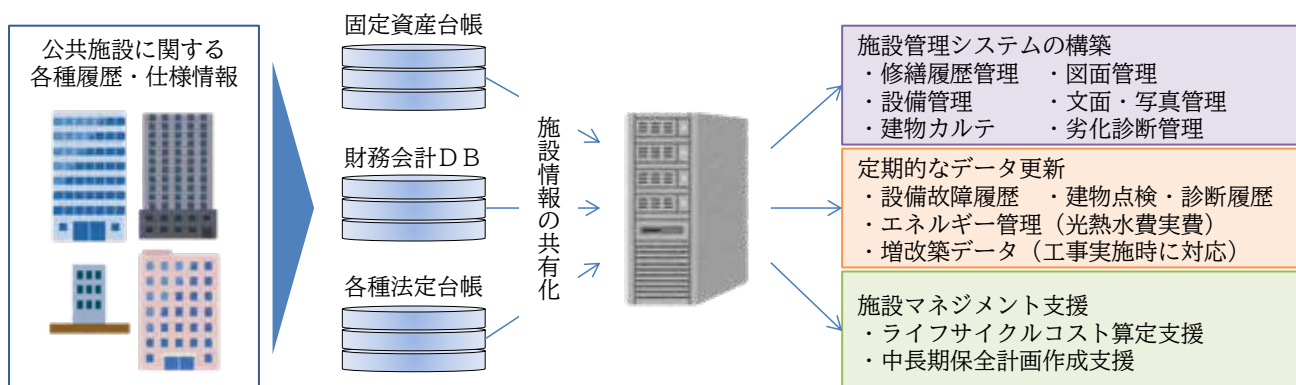 公共施設に関する
各種履歴・仕様情報
固定資産台帳
財務会計ＤＢ
各種法定台帳
施設情報の共有化
施設管理システムの構築
・修繕履歴管理　・図面管理
・設備管理　　　・文面・写真管理
・建物カルテ　　・劣化診断管理
定期的なデータ更新
・設備故障履歴　・建物点検・診断履歴
・エネルギー管理（光熱水費実費）
・増改築データ（工事実施時に対応）
施設マネジメント支援
・ライフサイクルコスト算定支援
・中長期保全計画作成支援